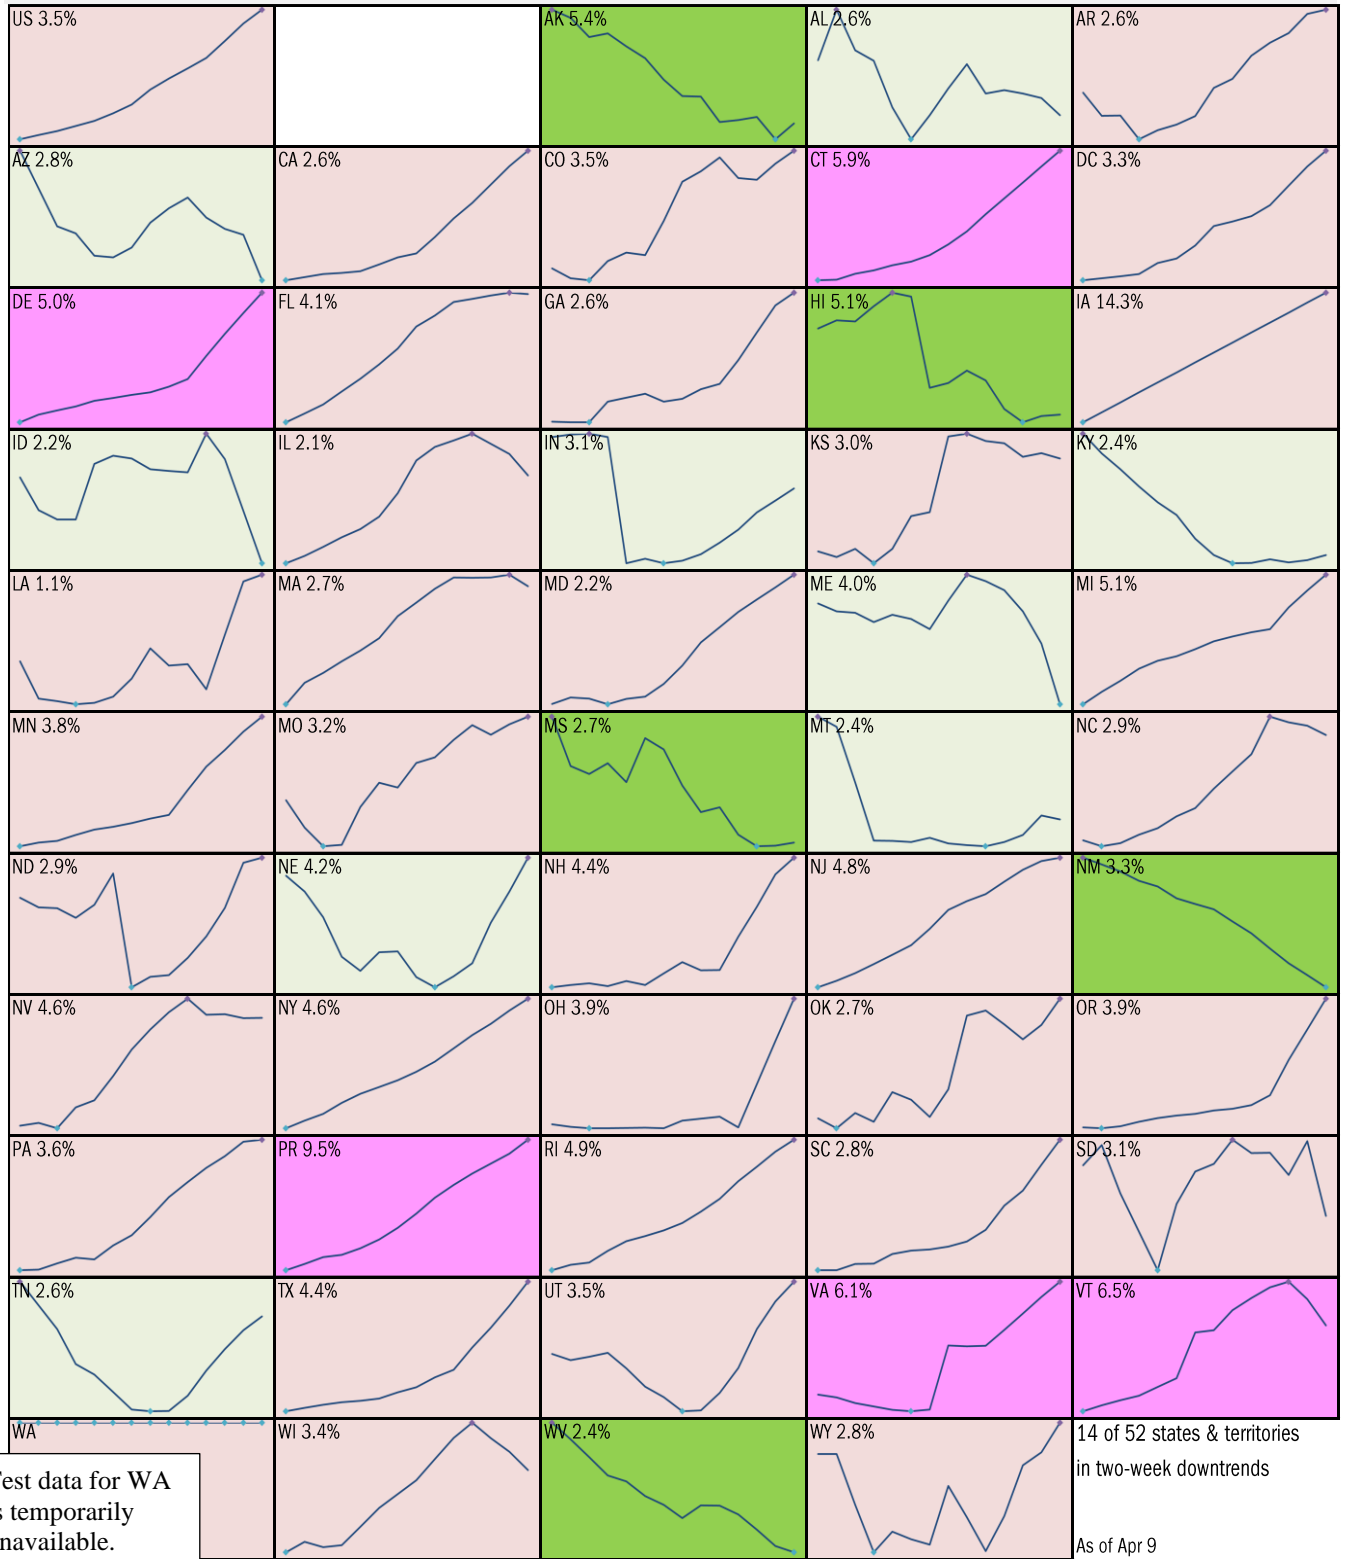 US 3.5%
AK 5.4%
AL 2.6%
AR 2.6%
AZ 2.8%
CA 2.6%
CO 3.5%
CT 5.9%
DC 3.3%
DE 5.0%
FL 4.1%
GA 2.6%
HI 5.1%
IA 14.3%
ID 2.2%
IL 2.1%
IN 3.1%
KS 3.0%
KY 2.4%
LA 1.1%
MA 2.7%
MD 2.2%
ME 4.0%
MI 5.1%
MN 3.8%
MO 3.2%
MS 2.7%
MT 2.4%
NC 2.9%
ND 2.9%
NE 4.2%
NH 4.4%
NJ 4.8%
NM 3.3%
NV 4.6%
NY 4.6%
OH 3.9%
OK 2.7%
OR 3.9%
PA 3.6%
PR 9.5%
RI 4.9%
SC 2.8%
SD 3.1%
TN 2.6%
TX 4.4%
UT 3.5%
VA 6.1%
VT 6.5%
WA
WI 3.4%
WV 2.4%
WY 2.8%
14 of 52 states & territories
in two-week downtrends
As of Apr 9
est data for WA
s temporarily
navailable.